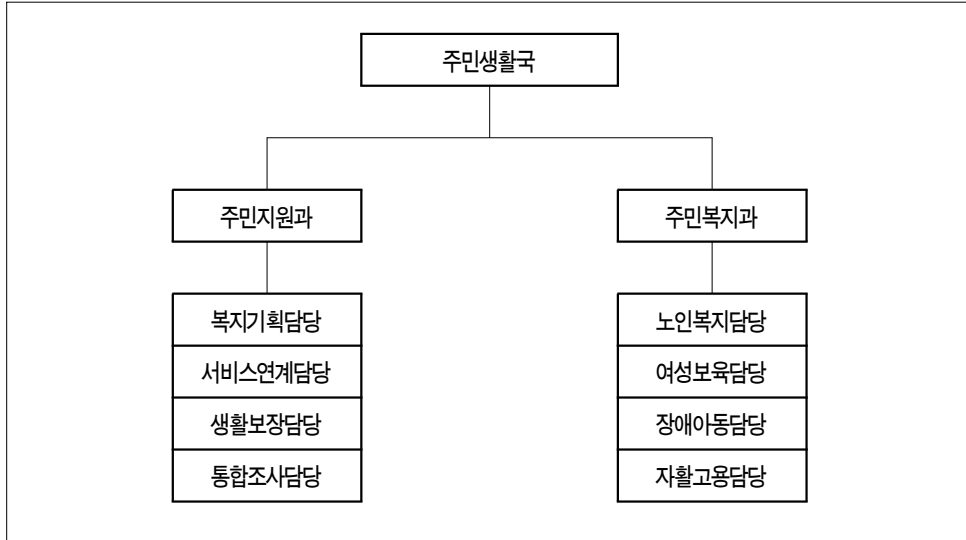 주민생활국
주민지원과
주민복지과
복지기획담당
서비스연계담당
생활보장담당
통합조사담당
노인복지담당
여성보육담당
장애아동담당
자활고용담당